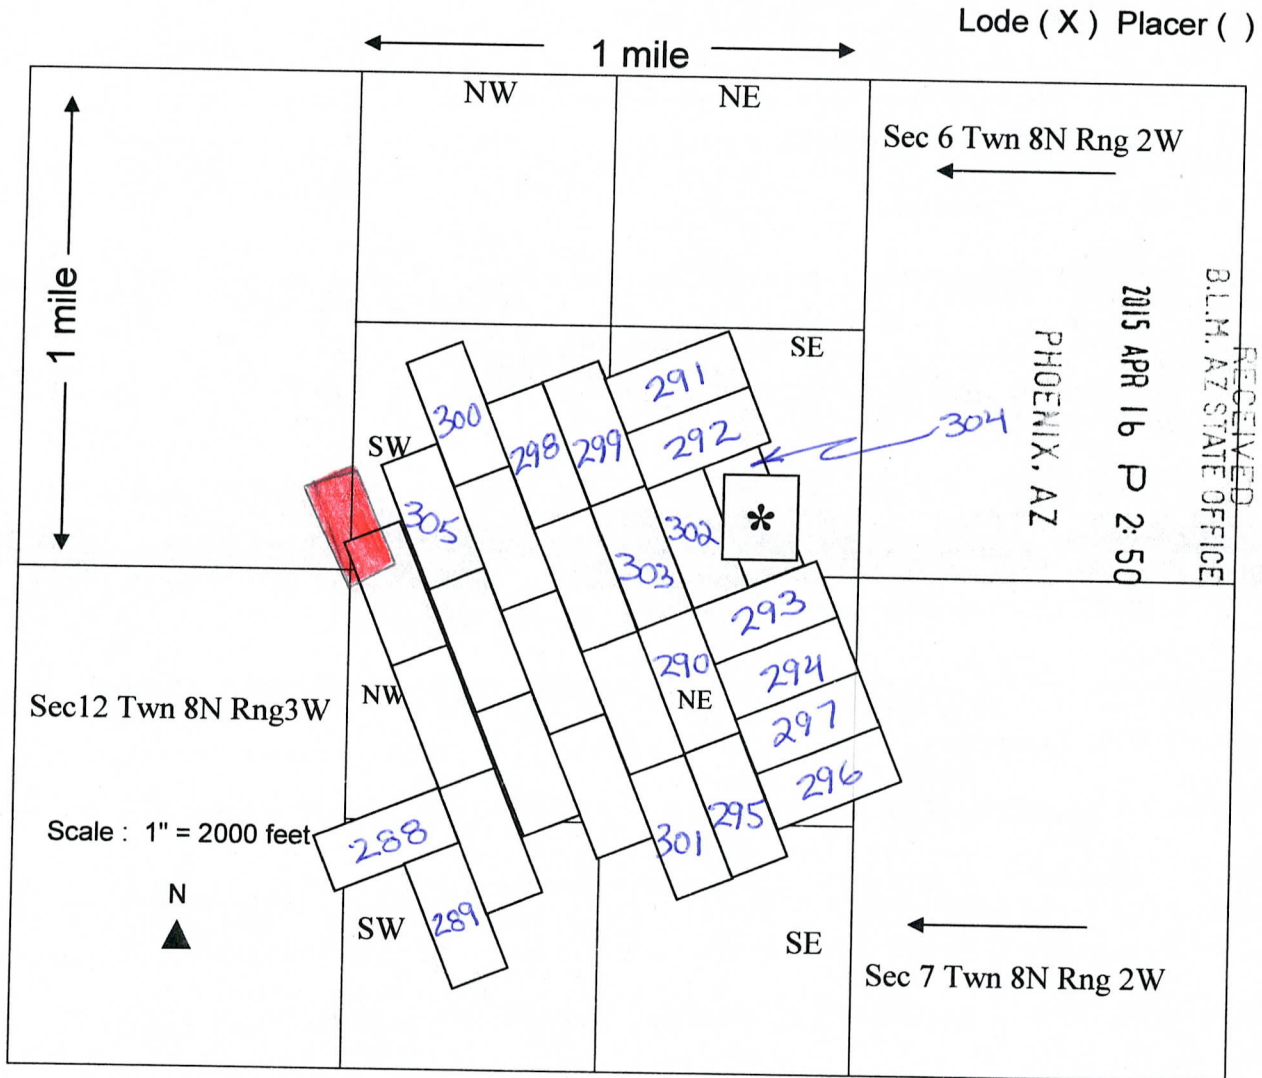 Lode ( X ) Placer ( )
1 mile
NW
NE
Sec 6 Twn 8N Rng 2W
1 mile
RECEIVED
B.L.M. AZ STATE OFFICE
2015 APR 16 P 2:50
PHOENIX, AZ
SE
291
300
292
304
SW
298
299
305
302
*
303
293
290
294
Sec12 Twn 8N Rng3W
NW
NE
297
296
Scale : 1" = 2000 feet
288
295
301
N
SW
289
SE
Sec 7 Twn 8N Rng 2W